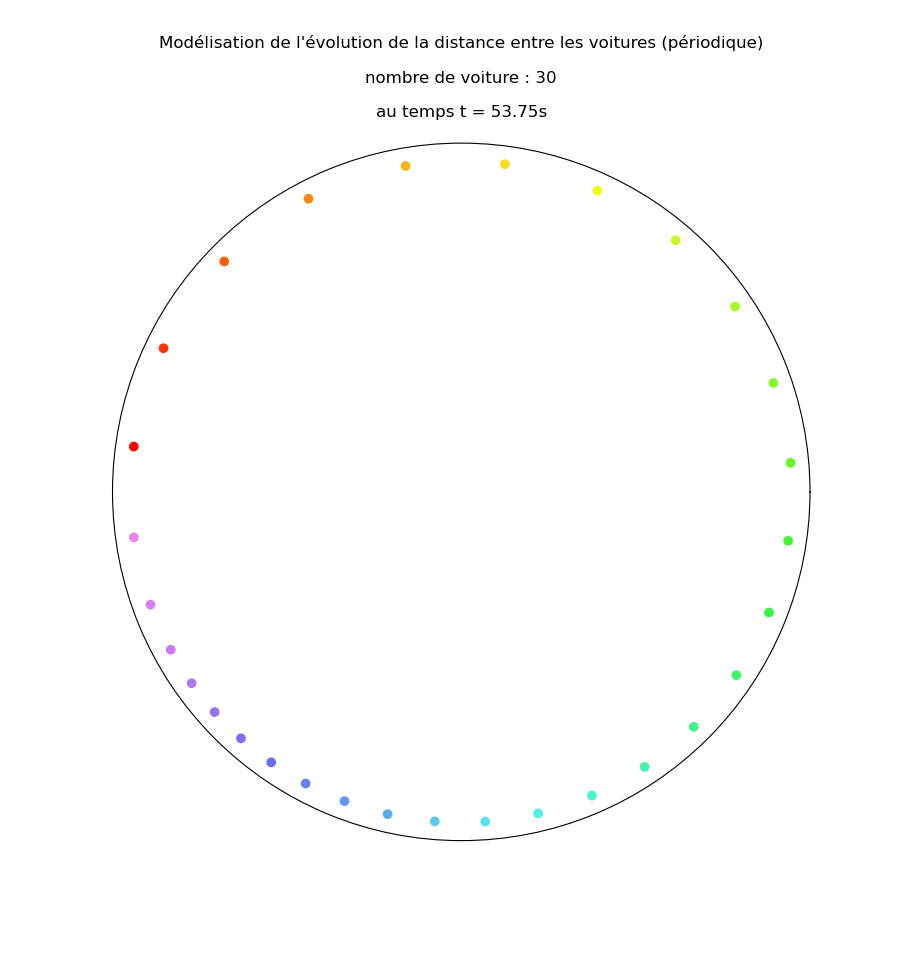 Modélisation de l'évolution de la distance entre les voitures (périodique)
nombre de voiture : 30
au temps t = 53.75s